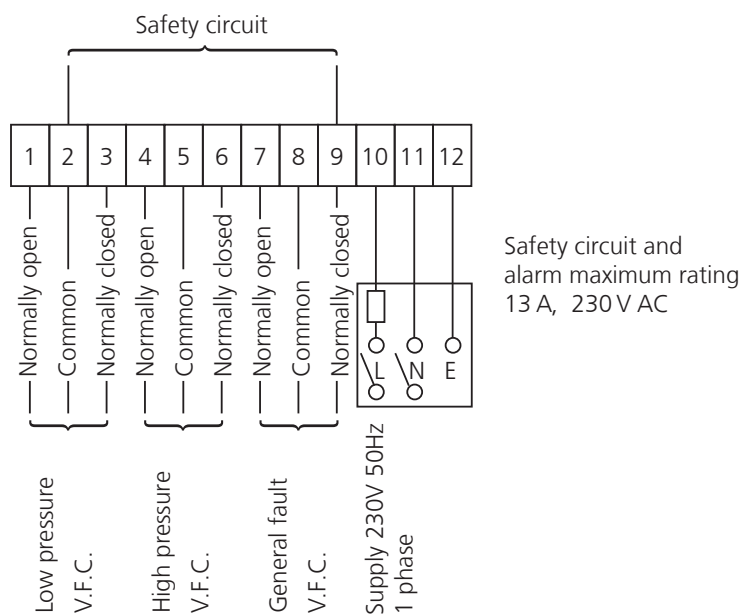 Safety circuit
1 2 3 4 5 6 7 8 9 10 11 12
Normally open
Common
Normally closed
Normally open
Common
Normally closed
Normally open
Common
Normally closed
L N E
Low pressure
V.F.C.
High pressure
V.F.C.
General fault
V.F.C.
Supply 230V 50Hz
1 phase
Safety circuit and
alarm maximum rating
13 A, 230 V AC